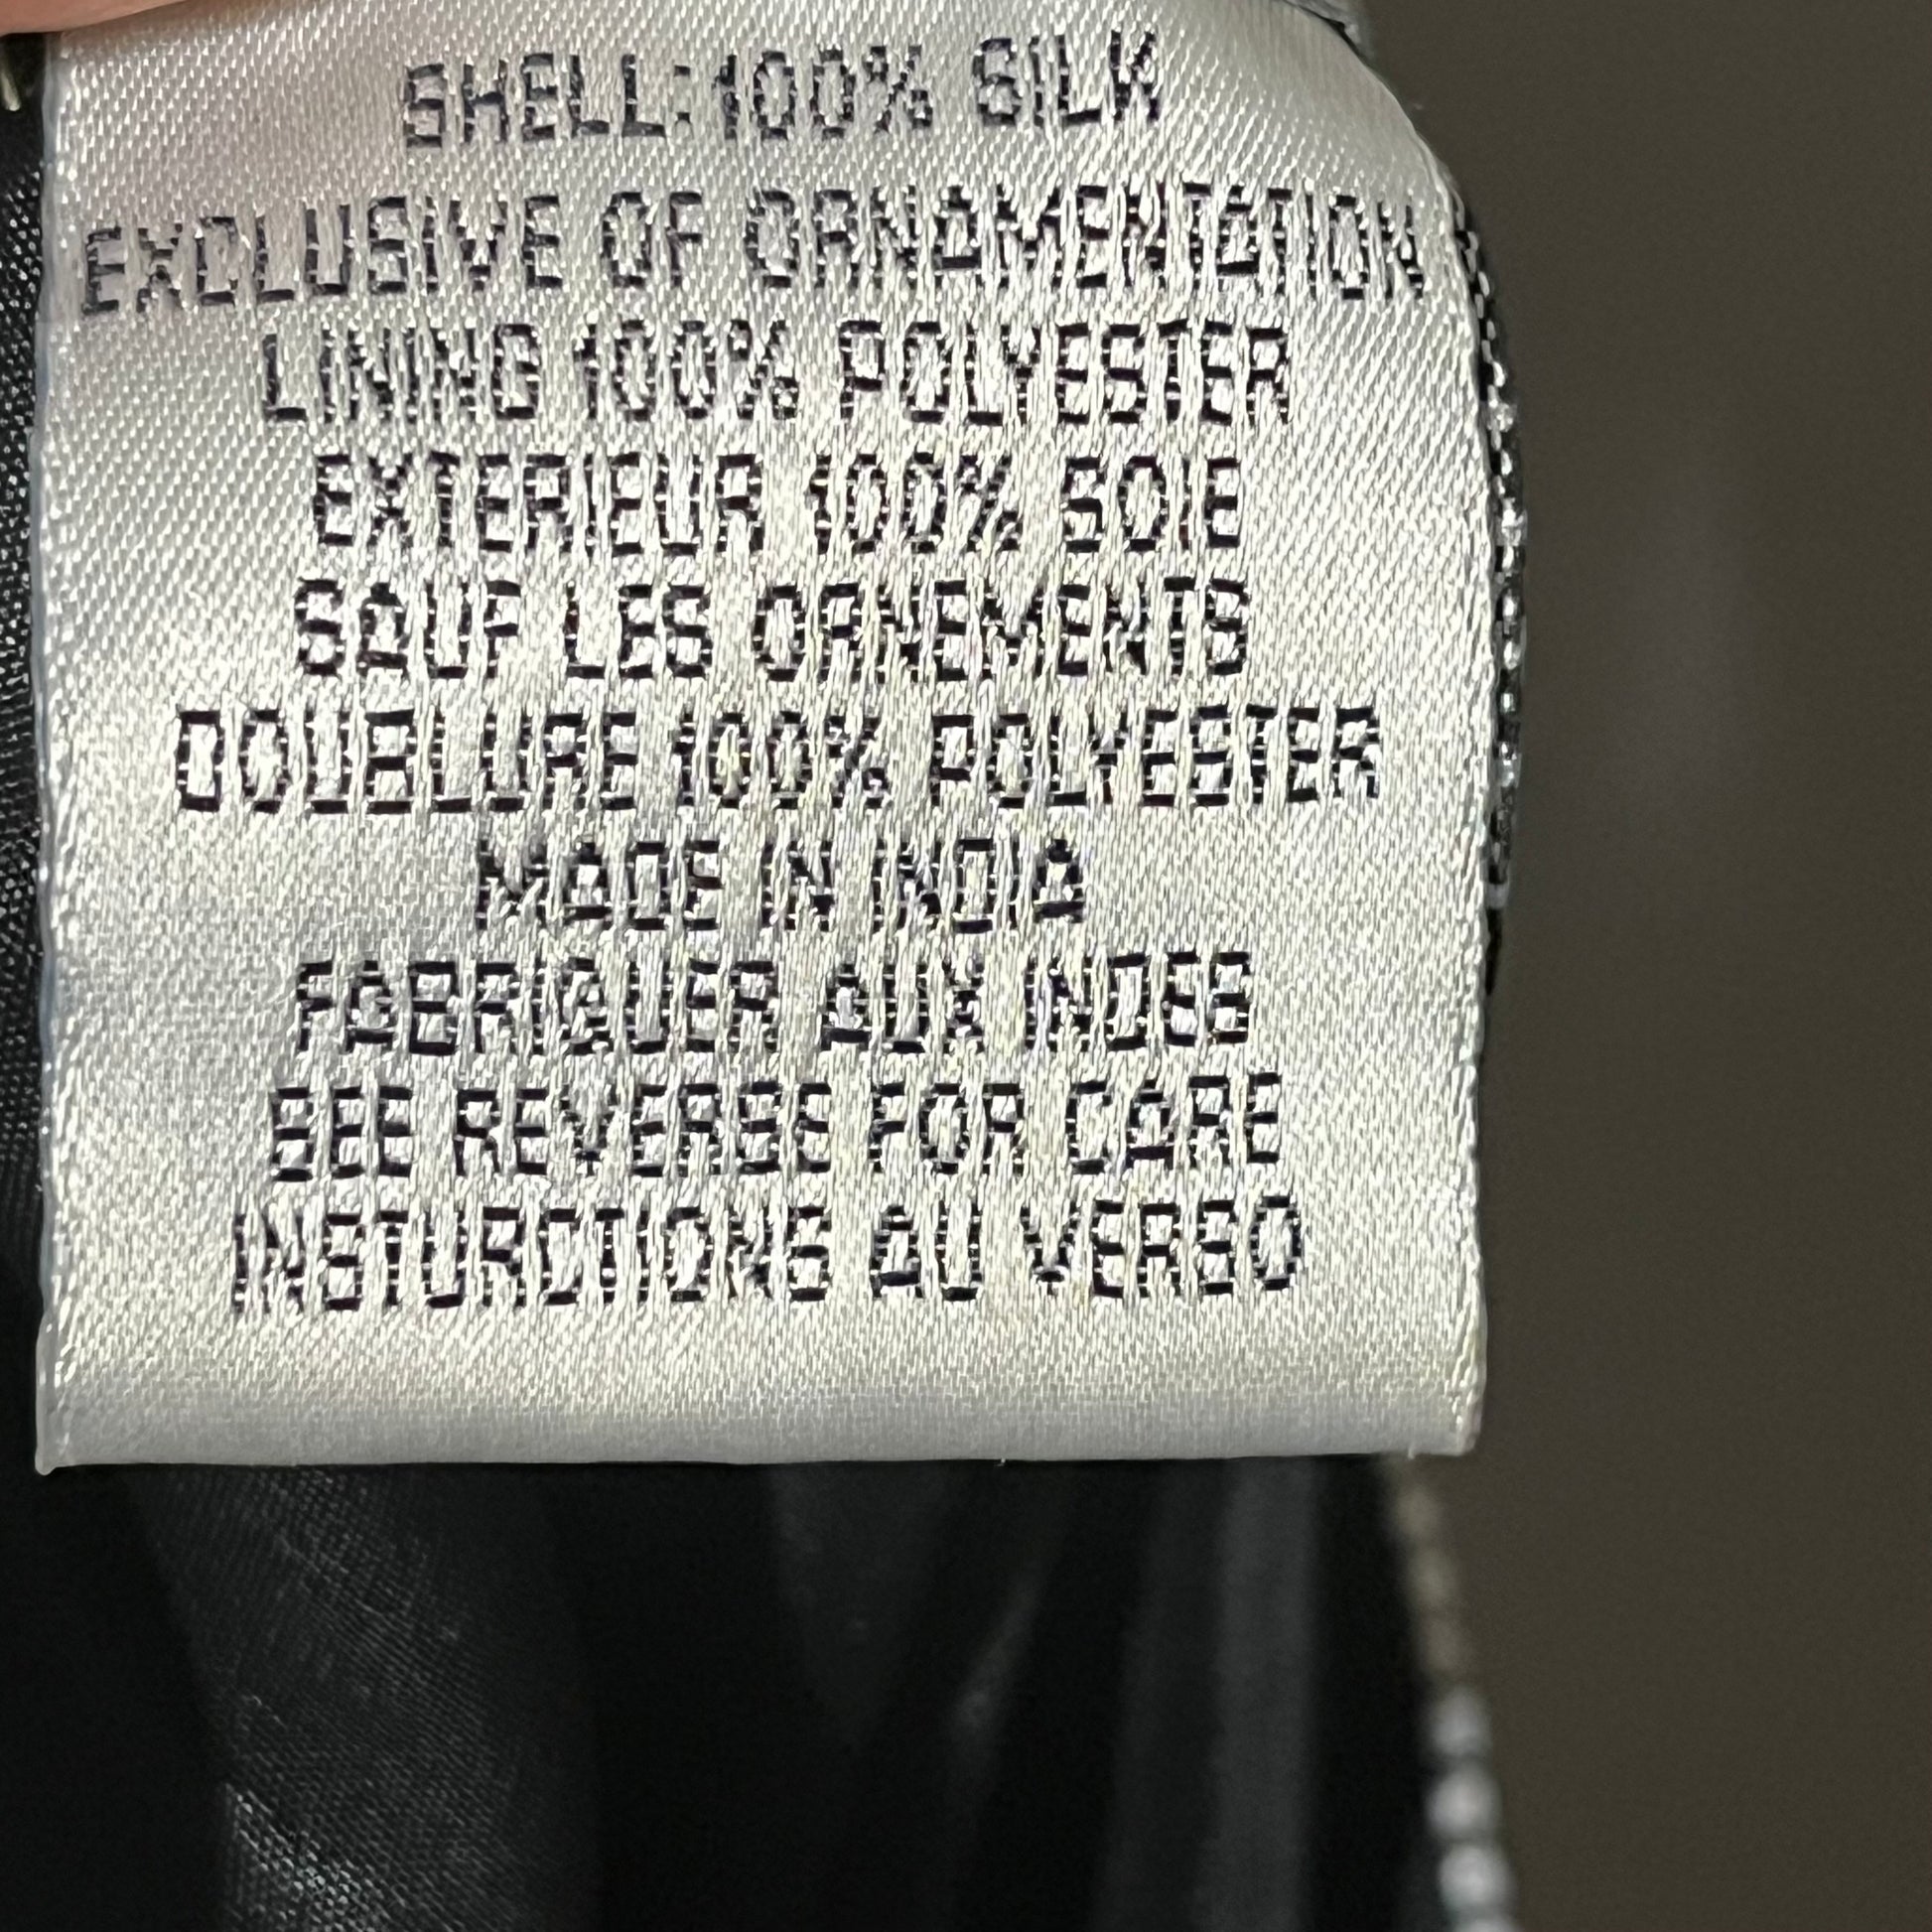 SHELL:100% SILK
EXCLUSIVE OF ORNAMENTATION
LINING 100% POLYESTER
EXTERIEUR 100% SOIE
SAUF LES ORNEMENTS
DOUBLURE 100% POLYESTER
MADE IN INDIA
FABRIQUER AUX INDES
SEE REVERSE FOR CARE
INSTURCTIONS AU VERSO